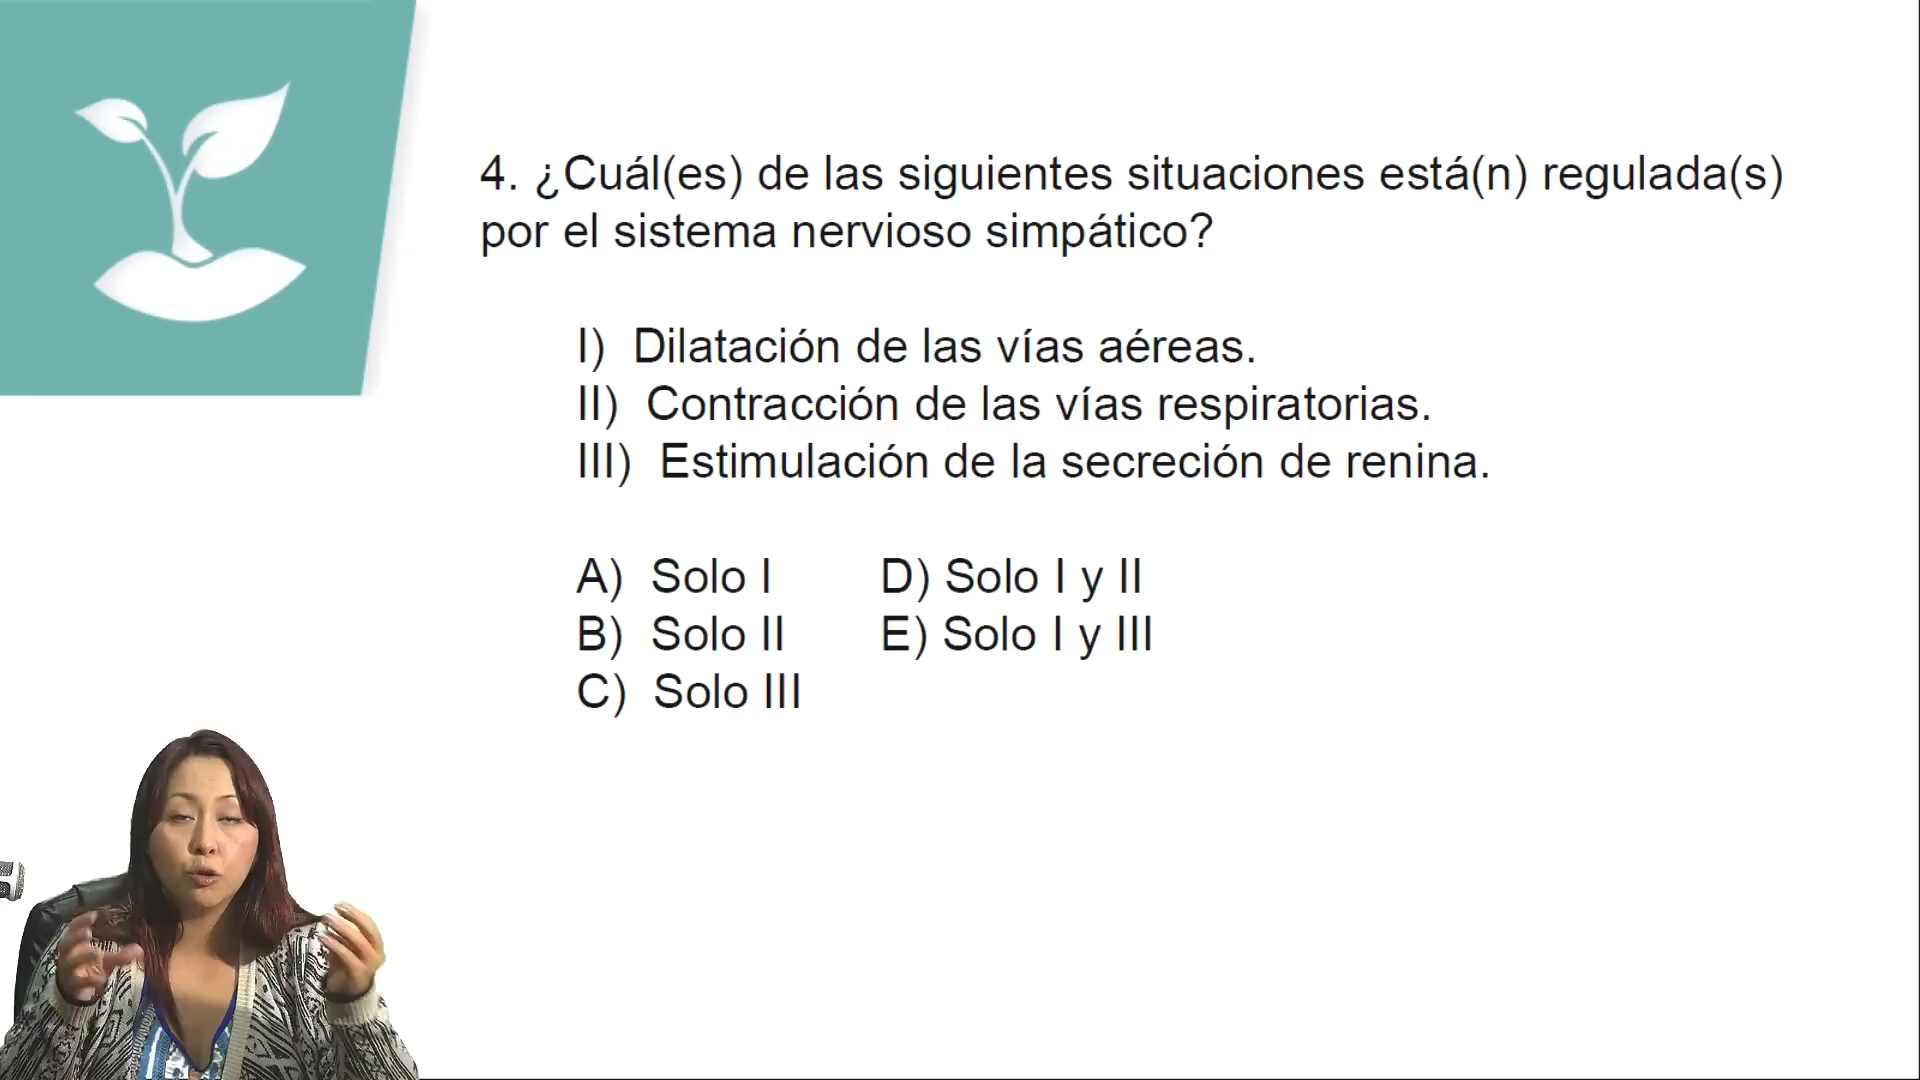 4. ¿Cuál(es) de las siguientes situaciones está(n) regulada(s)
por el sistema nervioso simpático?
I) Dilatación de las vías aéreas.
II) Contracción de las vías respiratorias.
III) Estimulación de la secreción de renina.
A) Solo I D) Solo I y II
B) Solo II E) Solo I y III
C) Solo III